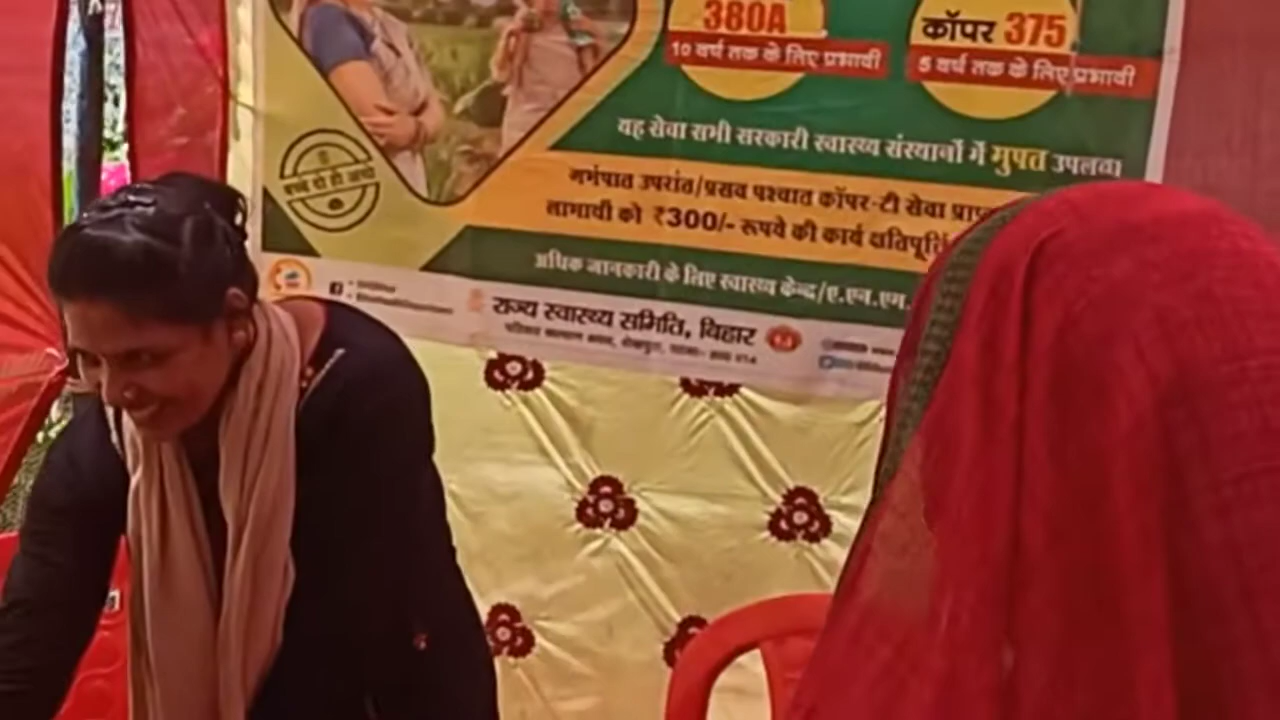 380A
10 वर्ष तक के लिए प्रभावी
कॉपर 375
5 वर्ष तक के लिए प्रभावी
यह सेवा सभी सरकारी स्वास्थ्य संस्थानों में मुफ्त उपलब्ध
गर्भपात उपरांत/प्रसव पश्चात कॉपर-टी सेवा
लाभार्थी को ₹300/- रूपये की कार्य क्षतिपूर्ति
अधिक जानकारी के लिए स्वास्थ्य केन्द्र/ए.एन.एम.
राज्य स्वास्थ्य समिति, बिहार